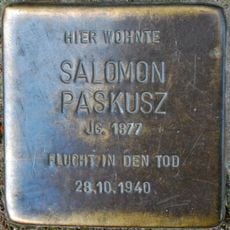 HIER WOHNTE
SALOMON
PASKUSZ
JG. 1877
FLUCHT IN DEN TOD
28.10.1940